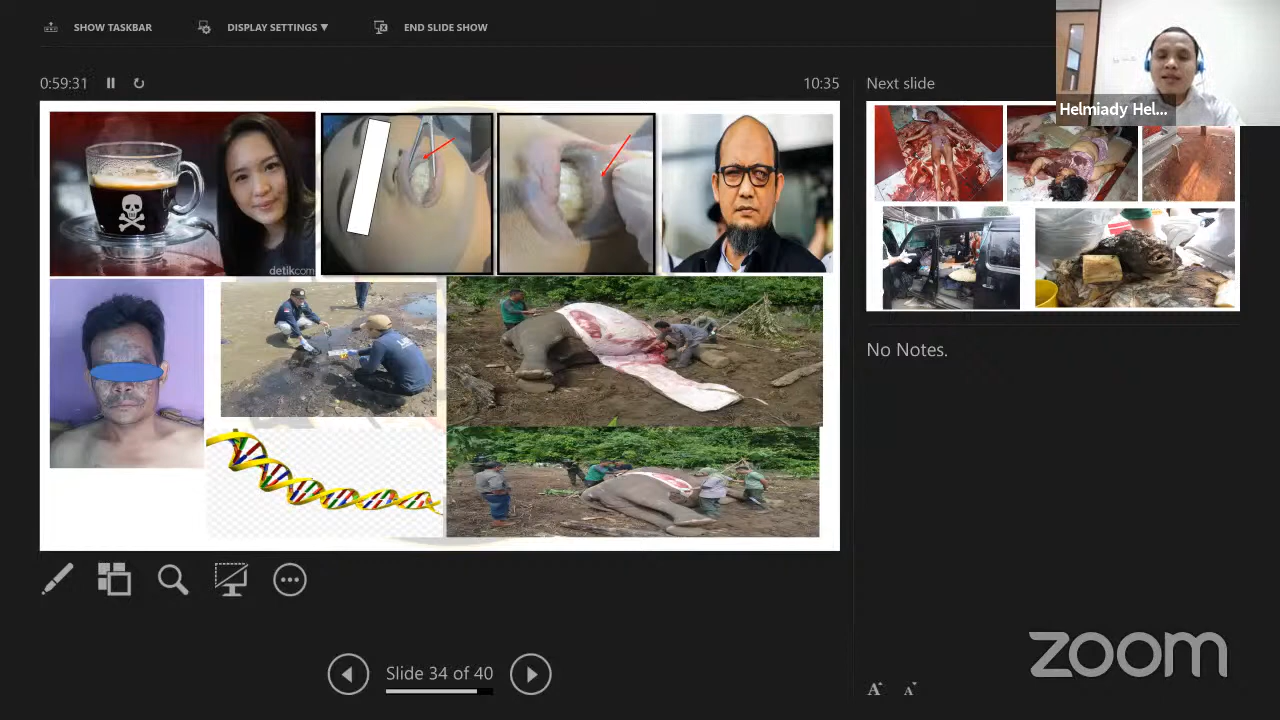 SHOW TASKBAR
DISPLAY SETTINGS ▼
END SLIDE SHOW
0:59:31
10:35
Next slide
Helmiady Hel...
detikcom
No Notes.
Slide 34 of 40
A A
zoom